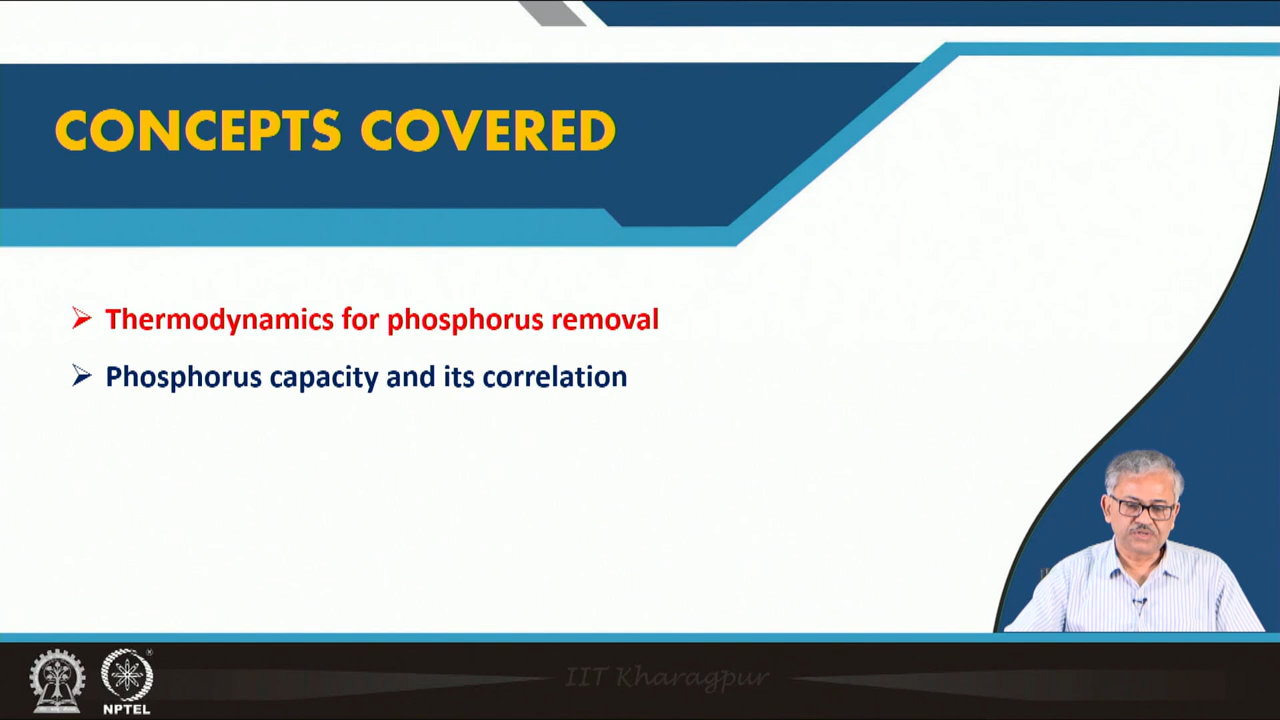 CONCEPTS COVERED
Thermodynamics for phosphorus removal
Phosphorus capacity and its correlation
IIT Kharagpur
NPTEL